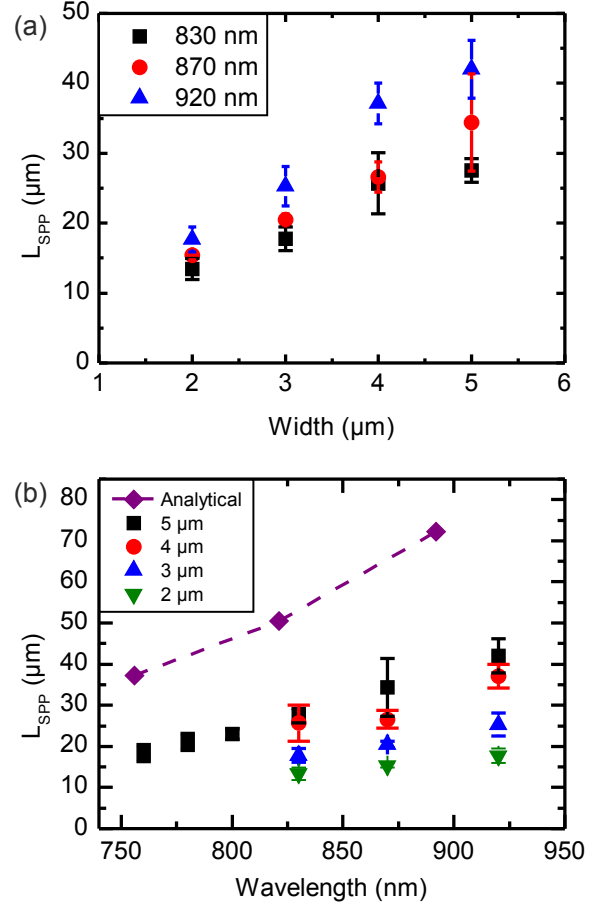 (a)
830 nm
870 nm
920 nm
50
40
30
20
10
0
L_SPP (µm)
1 2 3 4 5 6
Width (µm)
(b)
Analytical
5 µm
4 µm
3 µm
2 µm
80
70
60
50
40
30
20
10
0
L_SPP (µm)
750 800 850 900 950
Wavelength (nm)